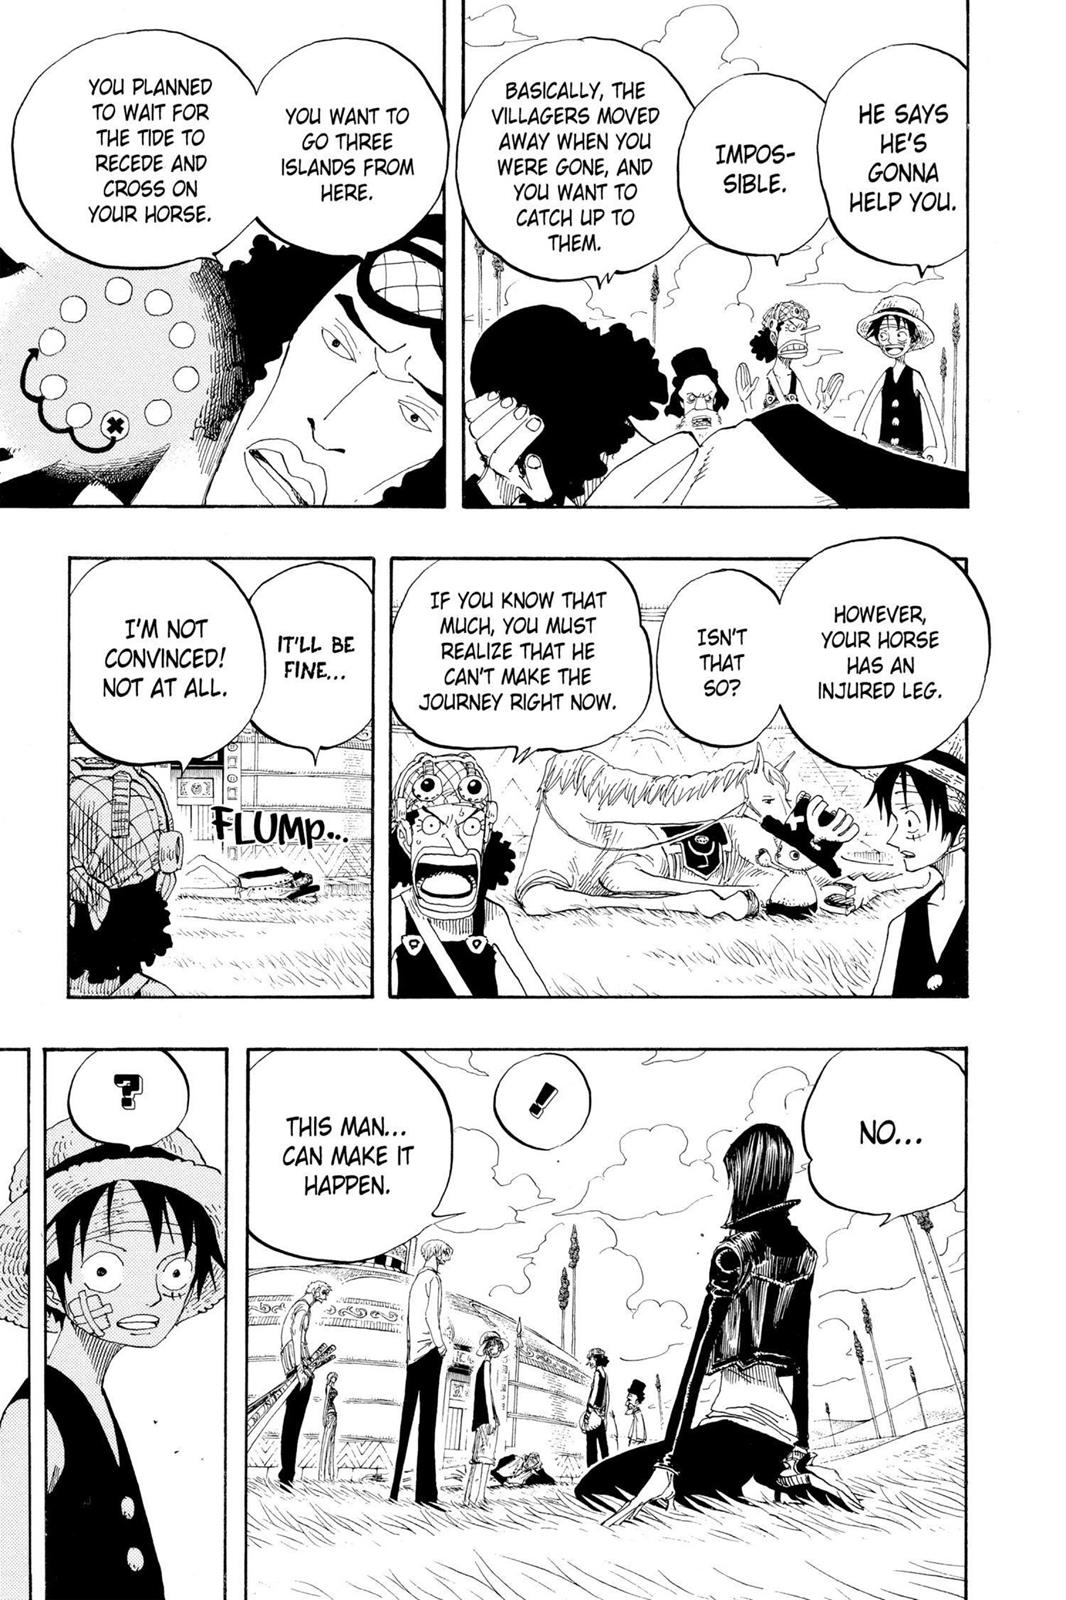 HE SAYS
HE'S
GONNA
HELP YOU.
IMPOS-
SIBLE.
BASICALLY, THE
VILLAGERS MOVED
AWAY WHEN YOU
WERE GONE, AND
YOU WANT TO
CATCH UP TO
THEM.
YOU WANT TO
GO THREE
ISLANDS FROM
HERE.
YOU PLANNED
TO WAIT FOR
THE TIDE TO
RECEDE AND
CROSS ON
YOUR HORSE.
HOWEVER,
YOUR HORSE
HAS AN
INJURED LEG.
ISN'T
THAT
SO?
IF YOU KNOW THAT
MUCH, YOU MUST
REALIZE THAT HE
CAN'T MAKE THE
JOURNEY RIGHT NOW.
IT'LL BE
FINE...
I'M NOT
CONVINCED!
NOT AT ALL.
FLUMP...
NO...
!
THIS MAN...
CAN MAKE IT
HAPPEN.
?